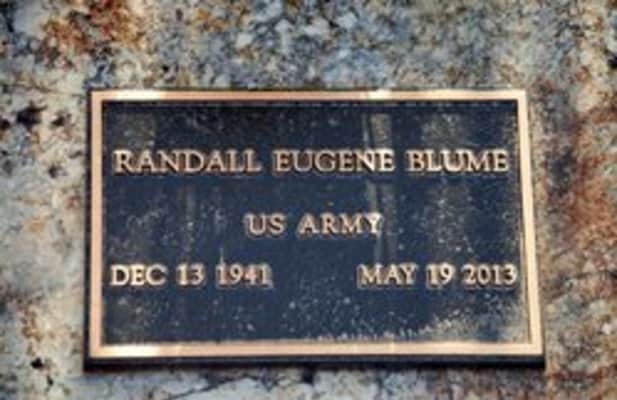 RANDALL EUGENE BLUME
US ARMY
DEC 13 1941 MAY 19 2013